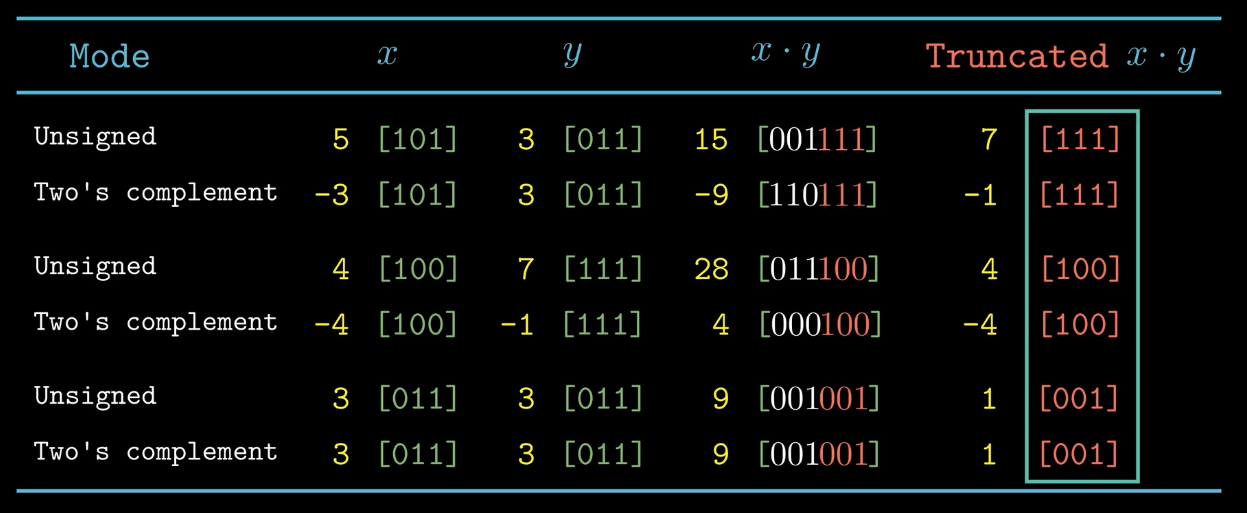 Mode x y x · y Truncated x · y
Unsigned 5 [101] 3 [011] 15 [001111] 7 [111]
Two's complement -3 [101] 3 [011] -9 [110111] -1 [111]
Unsigned 4 [100] 7 [111] 28 [011100] 4 [100]
Two's complement -4 [100] -1 [111] 4 [000100] -4 [100]
Unsigned 3 [011] 3 [011] 9 [001001] 1 [001]
Two's complement 3 [011] 3 [011] 9 [001001] 1 [001]